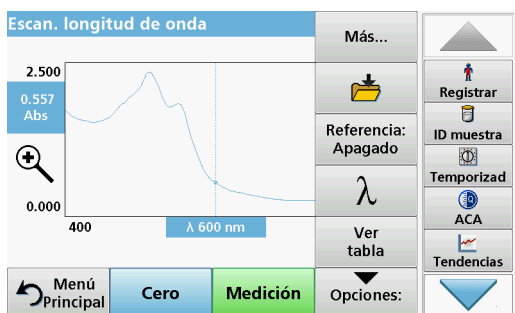 Escan. longitud de onda
Más...
2.500
0.557
Abs
0.000
400
λ 600 nm
Referencia:
Apagado
λ
Ver
tabla
Menú
Principal
Cero
Medición
Opciones:
Registrar
ID muestra
Temporizad
ACA
Tendencias